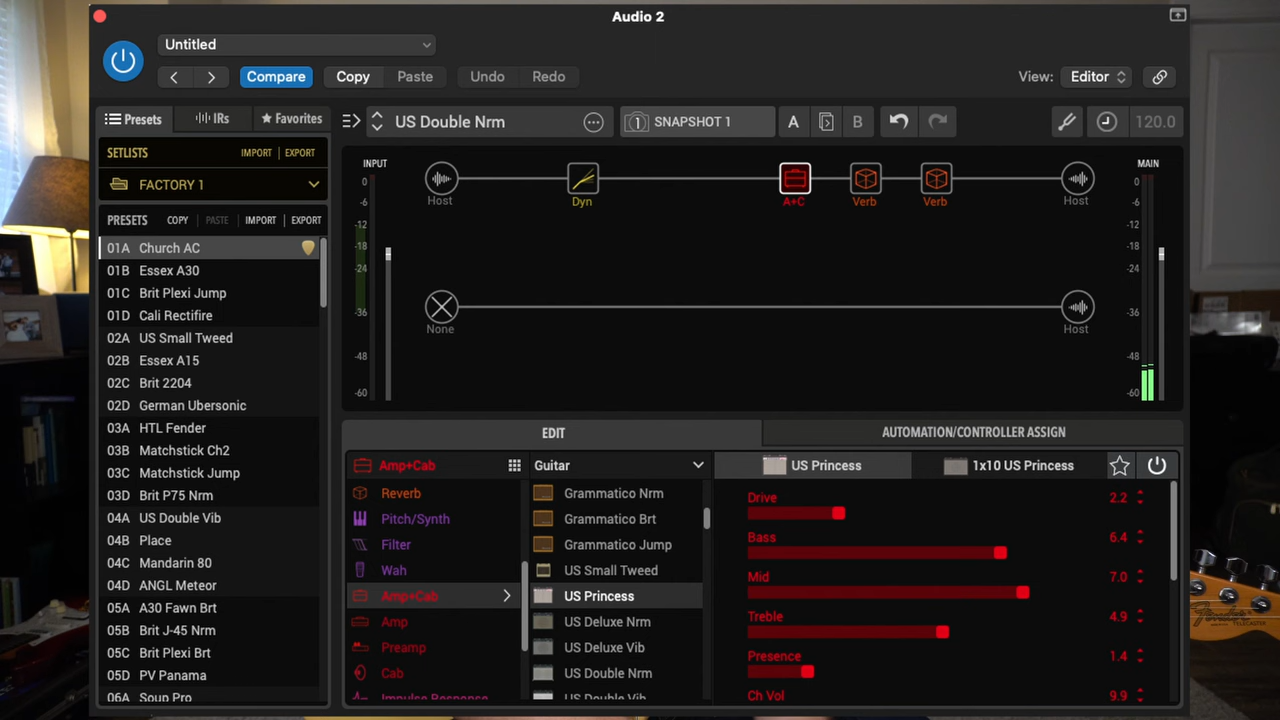 Audio 2
Untitled
Compare Copy Paste Undo Redo View: Editor
Presets IRs Favorites
US Double Nrm 1 SNAPSHOT 1 A B 120.0
SETLISTS IMPORT | EXPORT
FACTORY 1
PRESETS COPY | PASTE IMPORT | EXPORT
01A Church AC
01B Essex A30
01C Brit Plexi Jump
01D Cali Rectifire
02A US Small Tweed
02B Essex A15
02C Brit 2204
02D German Ubersonic
03A HTL Fender
03B Matchstick Ch2
03C Matchstick Jump
03D Brit P75 Nrm
04A US Double Vib
04B Place
04C Mandarin 80
04D ANGL Meteor
05A A30 Fawn Brt
05B Brit J-45 Nrm
05C Brit Plexi Brt
05D PV Panama
06A Soup Pro
INPUT
0
-6
-12
-18
-24
-36
-48
-60
Host Dyn A+C Verb Verb Host
None Host
MAIN
0
-6
-12
-18
-24
-36
-48
-60
EDIT AUTOMATION/CONTROLLER ASSIGN
Amp+Cab
Reverb
Pitch/Synth
Filter
Wah
Amp+Cab
Amp
Preamp
Cab
Impulse Response
Guitar
Grammatico Nrm
Grammatico Brt
Grammatico Jump
US Small Tweed
US Princess
US Deluxe Nrm
US Deluxe Vib
US Double Nrm
US Double Vib
US Princess 1x10 US Princess
Drive 2.2
Bass 6.4
Mid 7.0
Treble 4.9
Presence 1.4
Ch Vol 9.9
Fender
TELECASTER